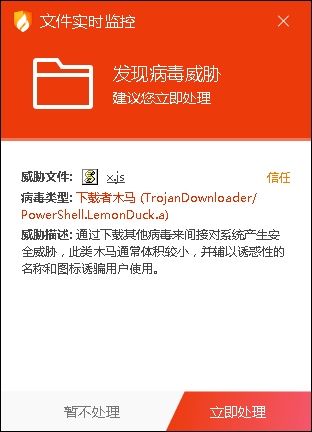 文件实时监控
发现病毒威胁
建议您立即处理
威胁文件: x.js 信任
病毒类型: 下载者木马 (TrojanDownloader/
PowerShell.LemonDuck.a)
威胁描述: 通过下载其他病毒来间接对系统产生安
全威胁，此类木马通常体积较小，并辅以诱惑性的
名称和图标诱骗用户使用。
暂不处理 立即处理